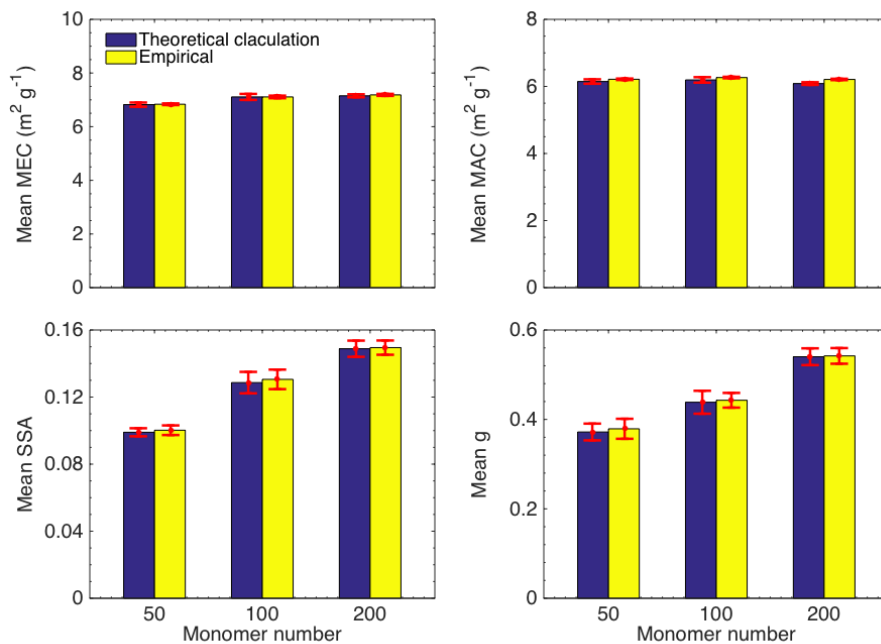 10
8
6
4
2
0
Mean MEC (m² g⁻¹)
Theoretical claculation
Empirical
8
6
4
2
0
Mean MAC (m² g⁻¹)
0.16
0.12
0.08
0.04
0
Mean SSA
50 100 200
Monomer number
0.6
0.4
0.2
0
Mean g
50 100 200
Monomer number